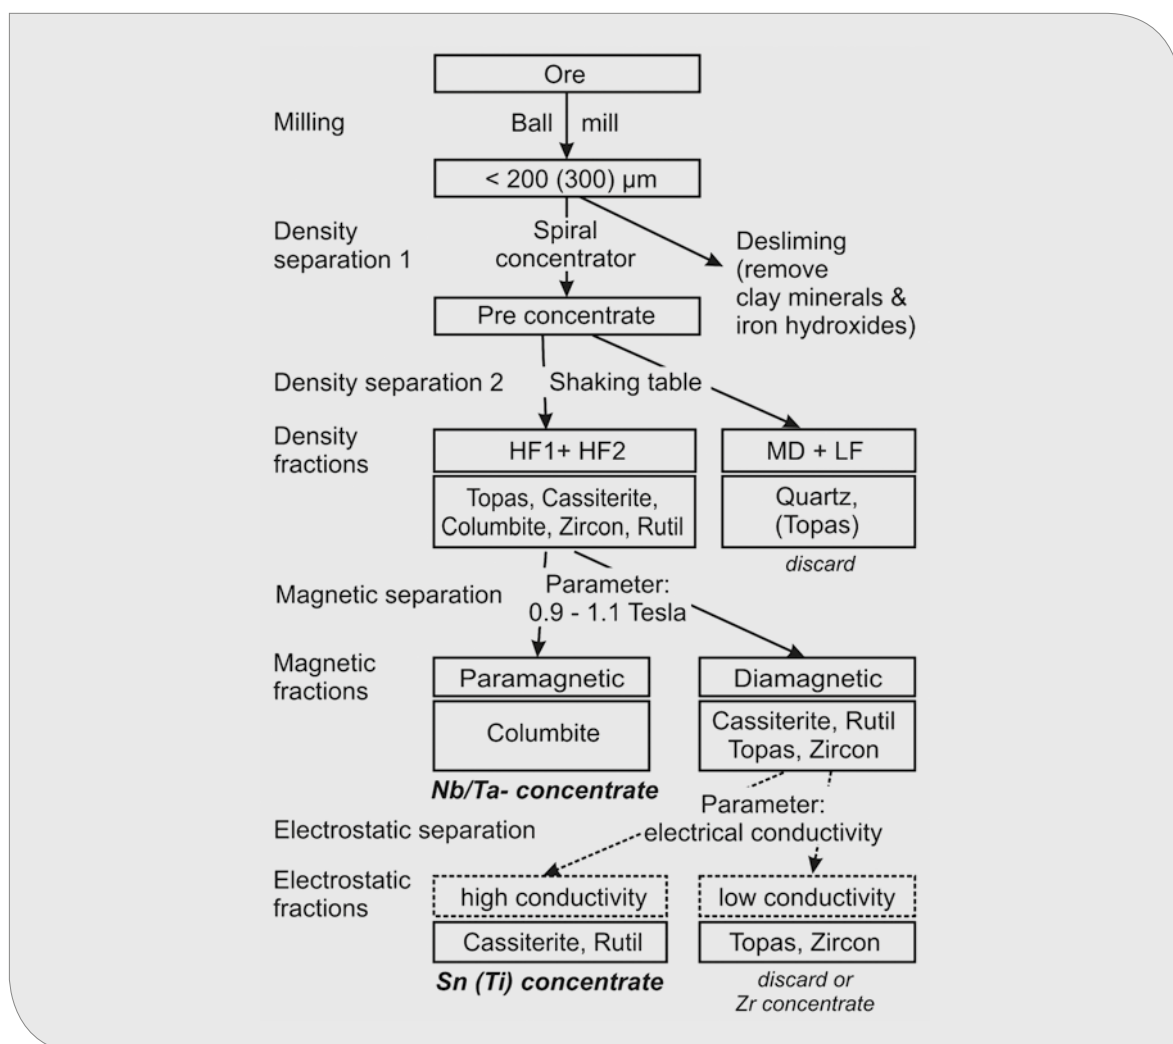 Ore
Milling
Ball mill
< 200 (300) µm
Density
separation 1
Spiral
concentrator
Desliming
(remove
clay minerals &
iron hydroxides)
Pre concentrate
Density separation 2
Shaking table
Density
fractions
HF1+ HF2
MD + LF
Topas, Cassiterite,
Columbite, Zircon, Rutil
Quartz,
(Topas)
discard
Magnetic separation
Parameter:
0.9 - 1.1 Tesla
Magnetic
fractions
Paramagnetic
Diamagnetic
Columbite
Cassiterite, Rutil
Topas, Zircon
Nb/Ta- concentrate
Electrostatic separation
Parameter:
electrical conductivity
Electrostatic
fractions
high conductivity
low conductivity
Cassiterite, Rutil
Topas, Zircon
Sn (Ti) concentrate
discard or
Zr concentrate